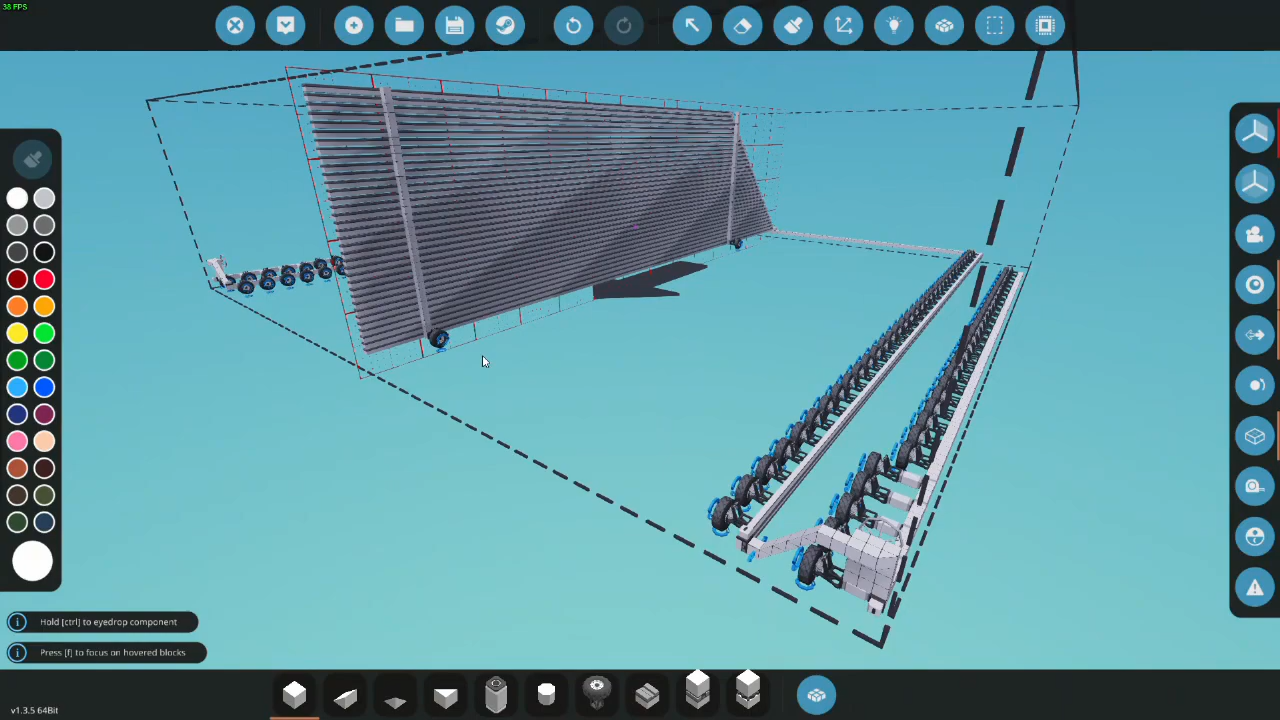 38 FPS
Hold [ctrl] to eyedrop component
Press [f] to focus on hovered blocks
v1.3.5 64Bit